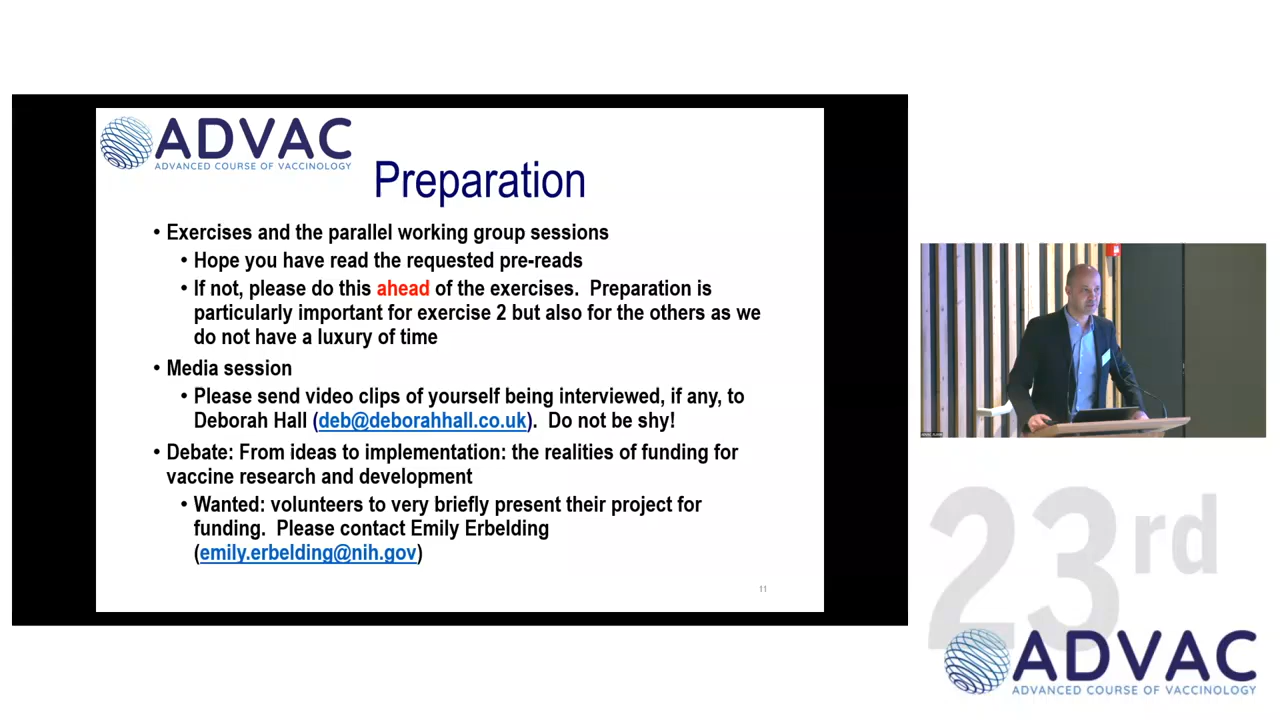 ADVAC
ADVANCED COURSE OF VACCINOLOGY
Preparation
• Exercises and the parallel working group sessions
• Hope you have read the requested pre-reads
• If not, please do this ahead of the exercises. Preparation is
particularly important for exercise 2 but also for the others as we
do not have a luxury of time
• Media session
• Please send video clips of yourself being interviewed, if any, to
Deborah Hall (deb@deborahhall.co.uk). Do not be shy!
• Debate: From ideas to implementation: the realities of funding for
vaccine research and development
• Wanted: volunteers to very briefly present their project for
funding. Please contact Emily Erbelding
(emily.erbelding@nih.gov)
11
23rd
ADVAC
ADVANCED COURSE OF VACCINOLOGY